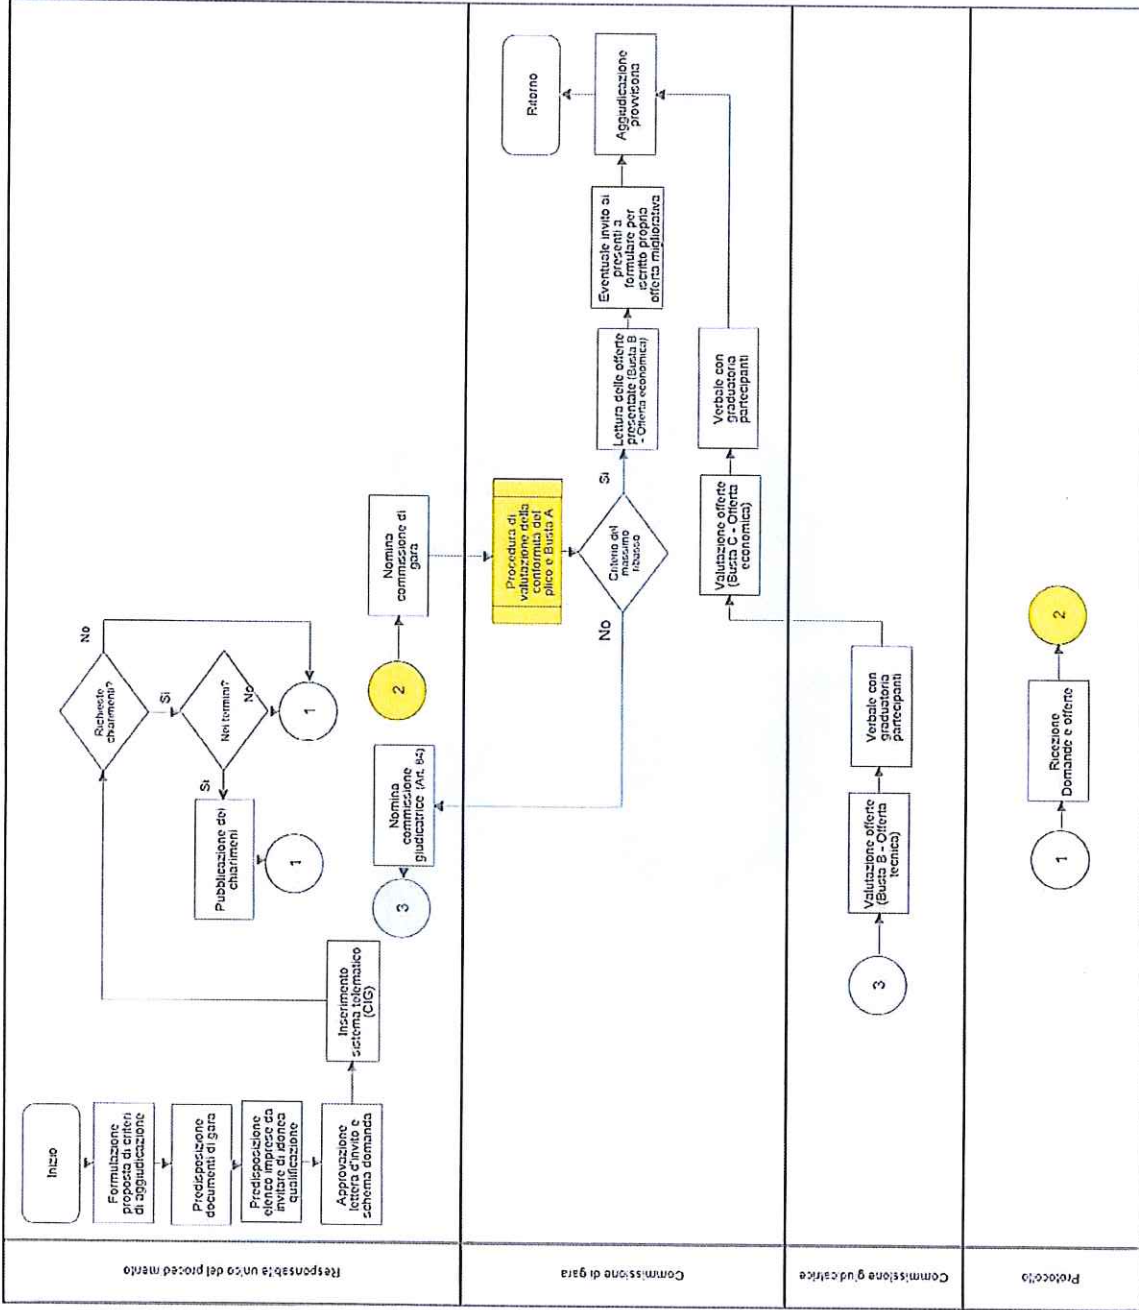 Responsabile unico del procedimento
Inizio
Formulazione
proposta di criteri
di aggiudicazione
Predisposizione
documenti di gara
Predisposizione
elenco imprese da
invitare di idonea
qualificazione
Approvazione
lettera d'invito e
schema domanda
Inserimento
sistema telematico
(CIG)
Richieste
chiarimenti?
No
Si
Nei termini?
No
Si
1
Pubblicazione dei
chiarimeni
1
2
Nomina
commissione di
gara
Nomina
commissione
giudicatrice (Art. 84)
3
Commissione di gara
Procedura di
valutazione della
conformità del
plico e Busta A
Criterio del
massimo
ribasso
No
Si
Lettura delle offerte
presentate (Busta B
- Offerta economica)
Eventuale invito ai
presenti a
formulare per
iscritto propria
offerta migliorativa
Aggiudicazione
provvisoria
Ritorno
Valutazione offerte
(Busta C - Offerta
economica)
Verbale con
graduatoria
partecipanti
Commissione giudicatrice
3
Valutazione offerte
(Busta B - Offerta
tecnica)
Verbale con
graduatoria
partecipanti
Protocollo
1
Ricezione
Domande e offerte
2